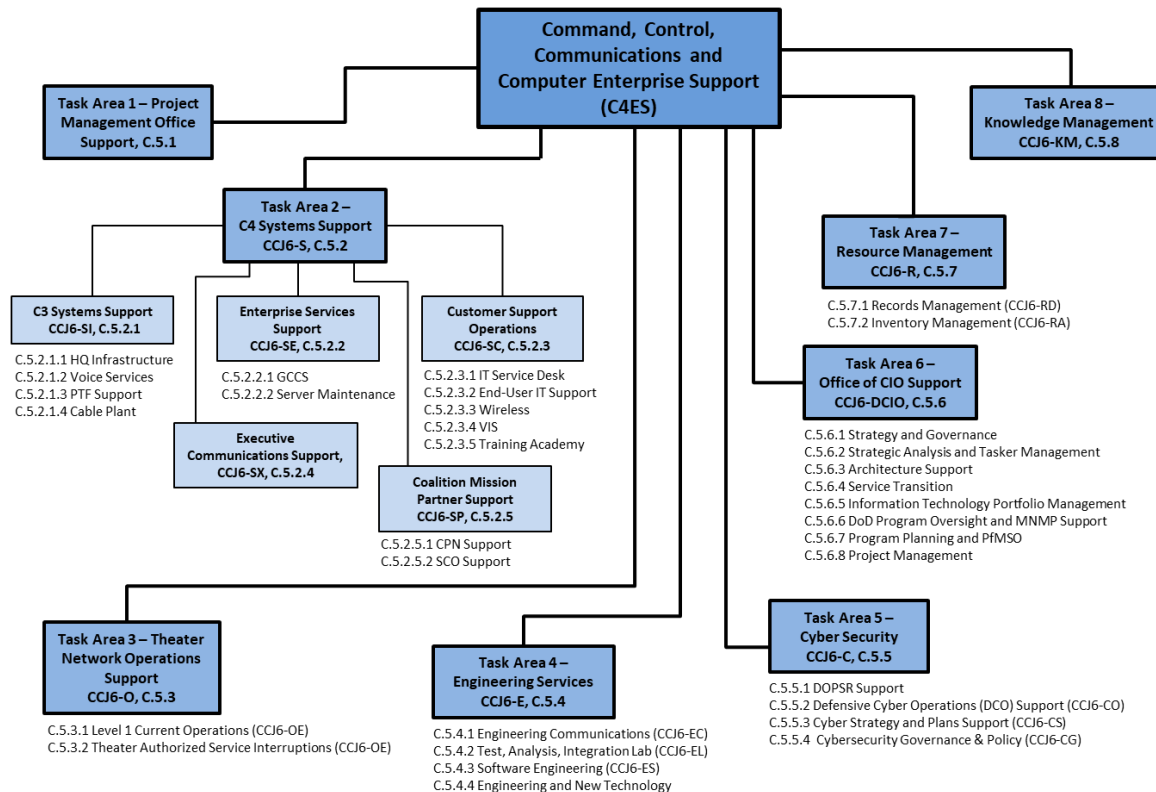 Command, Control,
Communications and
Computer Enterprise Support
(C4ES)
Task Area 1 – Project
Management Office
Support, C.5.1
Task Area 8 –
Knowledge Management
CCJ6-KM, C.5.8
Task Area 2 –
C4 Systems Support
CCJ6-S, C.5.2
Task Area 7 –
Resource Management
CCJ6-R, C.5.7
C.5.7.1 Records Management (CCJ6-RD)
C.5.7.2 Inventory Management (CCJ6-RA)
C3 Systems Support
CCJ6-SI, C.5.2.1
C.5.2.1.1 HQ Infrastructure
C.5.2.1.2 Voice Services
C.5.2.1.3 PTF Support
C.5.2.1.4 Cable Plant
Enterprise Services
Support
CCJ6-SE, C.5.2.2
C.5.2.2.1 GCCS
C.5.2.2.2 Server Maintenance
Customer Support
Operations
CCJ6-SC, C.5.2.3
C.5.2.3.1 IT Service Desk
C.5.2.3.2 End-User IT Support
C.5.2.3.3 Wireless
C.5.2.3.4 VIS
C.5.2.3.5 Training Academy
Executive
Communications Support,
CCJ6-SX, C.5.2.4
Coalition Mission
Partner Support
CCJ6-SP, C.5.2.5
C.5.2.5.1 CPN Support
C.5.2.5.2 SCO Support
Task Area 6 –
Office of CIO Support
CCJ6-DCIO, C.5.6
C.5.6.1 Strategy and Governance
C.5.6.2 Strategic Analysis and Tasker Management
C.5.6.3 Architecture Support
C.5.6.4 Service Transition
C.5.6.5 Information Technology Portfolio Management
C.5.6.6 DoD Program Oversight and MNMP Support
C.5.6.7 Program Planning and PfMSO
C.5.6.8 Project Management
Task Area 3 – Theater
Network Operations
Support
CCJ6-O, C.5.3
C.5.3.1 Level 1 Current Operations (CCJ6-OE)
C.5.3.2 Theater Authorized Service Interruptions (CCJ6-OE)
Task Area 4 –
Engineering Services
CCJ6-E, C.5.4
C.5.4.1 Engineering Communications (CCJ6-EC)
C.5.4.2 Test, Analysis, Integration Lab (CCJ6-EL)
C.5.4.3 Software Engineering (CCJ6-ES)
C.5.4.4 Engineering and New Technology
Task Area 5 –
Cyber Security
CCJ6-C, C.5.5
C.5.5.1 DOPSR Support
C.5.5.2 Defensive Cyber Operations (DCO) Support (CCJ6-CO)
C.5.5.3 Cyber Strategy and Plans Support (CCJ6-CS)
C.5.5.4 Cybersecurity Governance & Policy (CCJ6-CG)